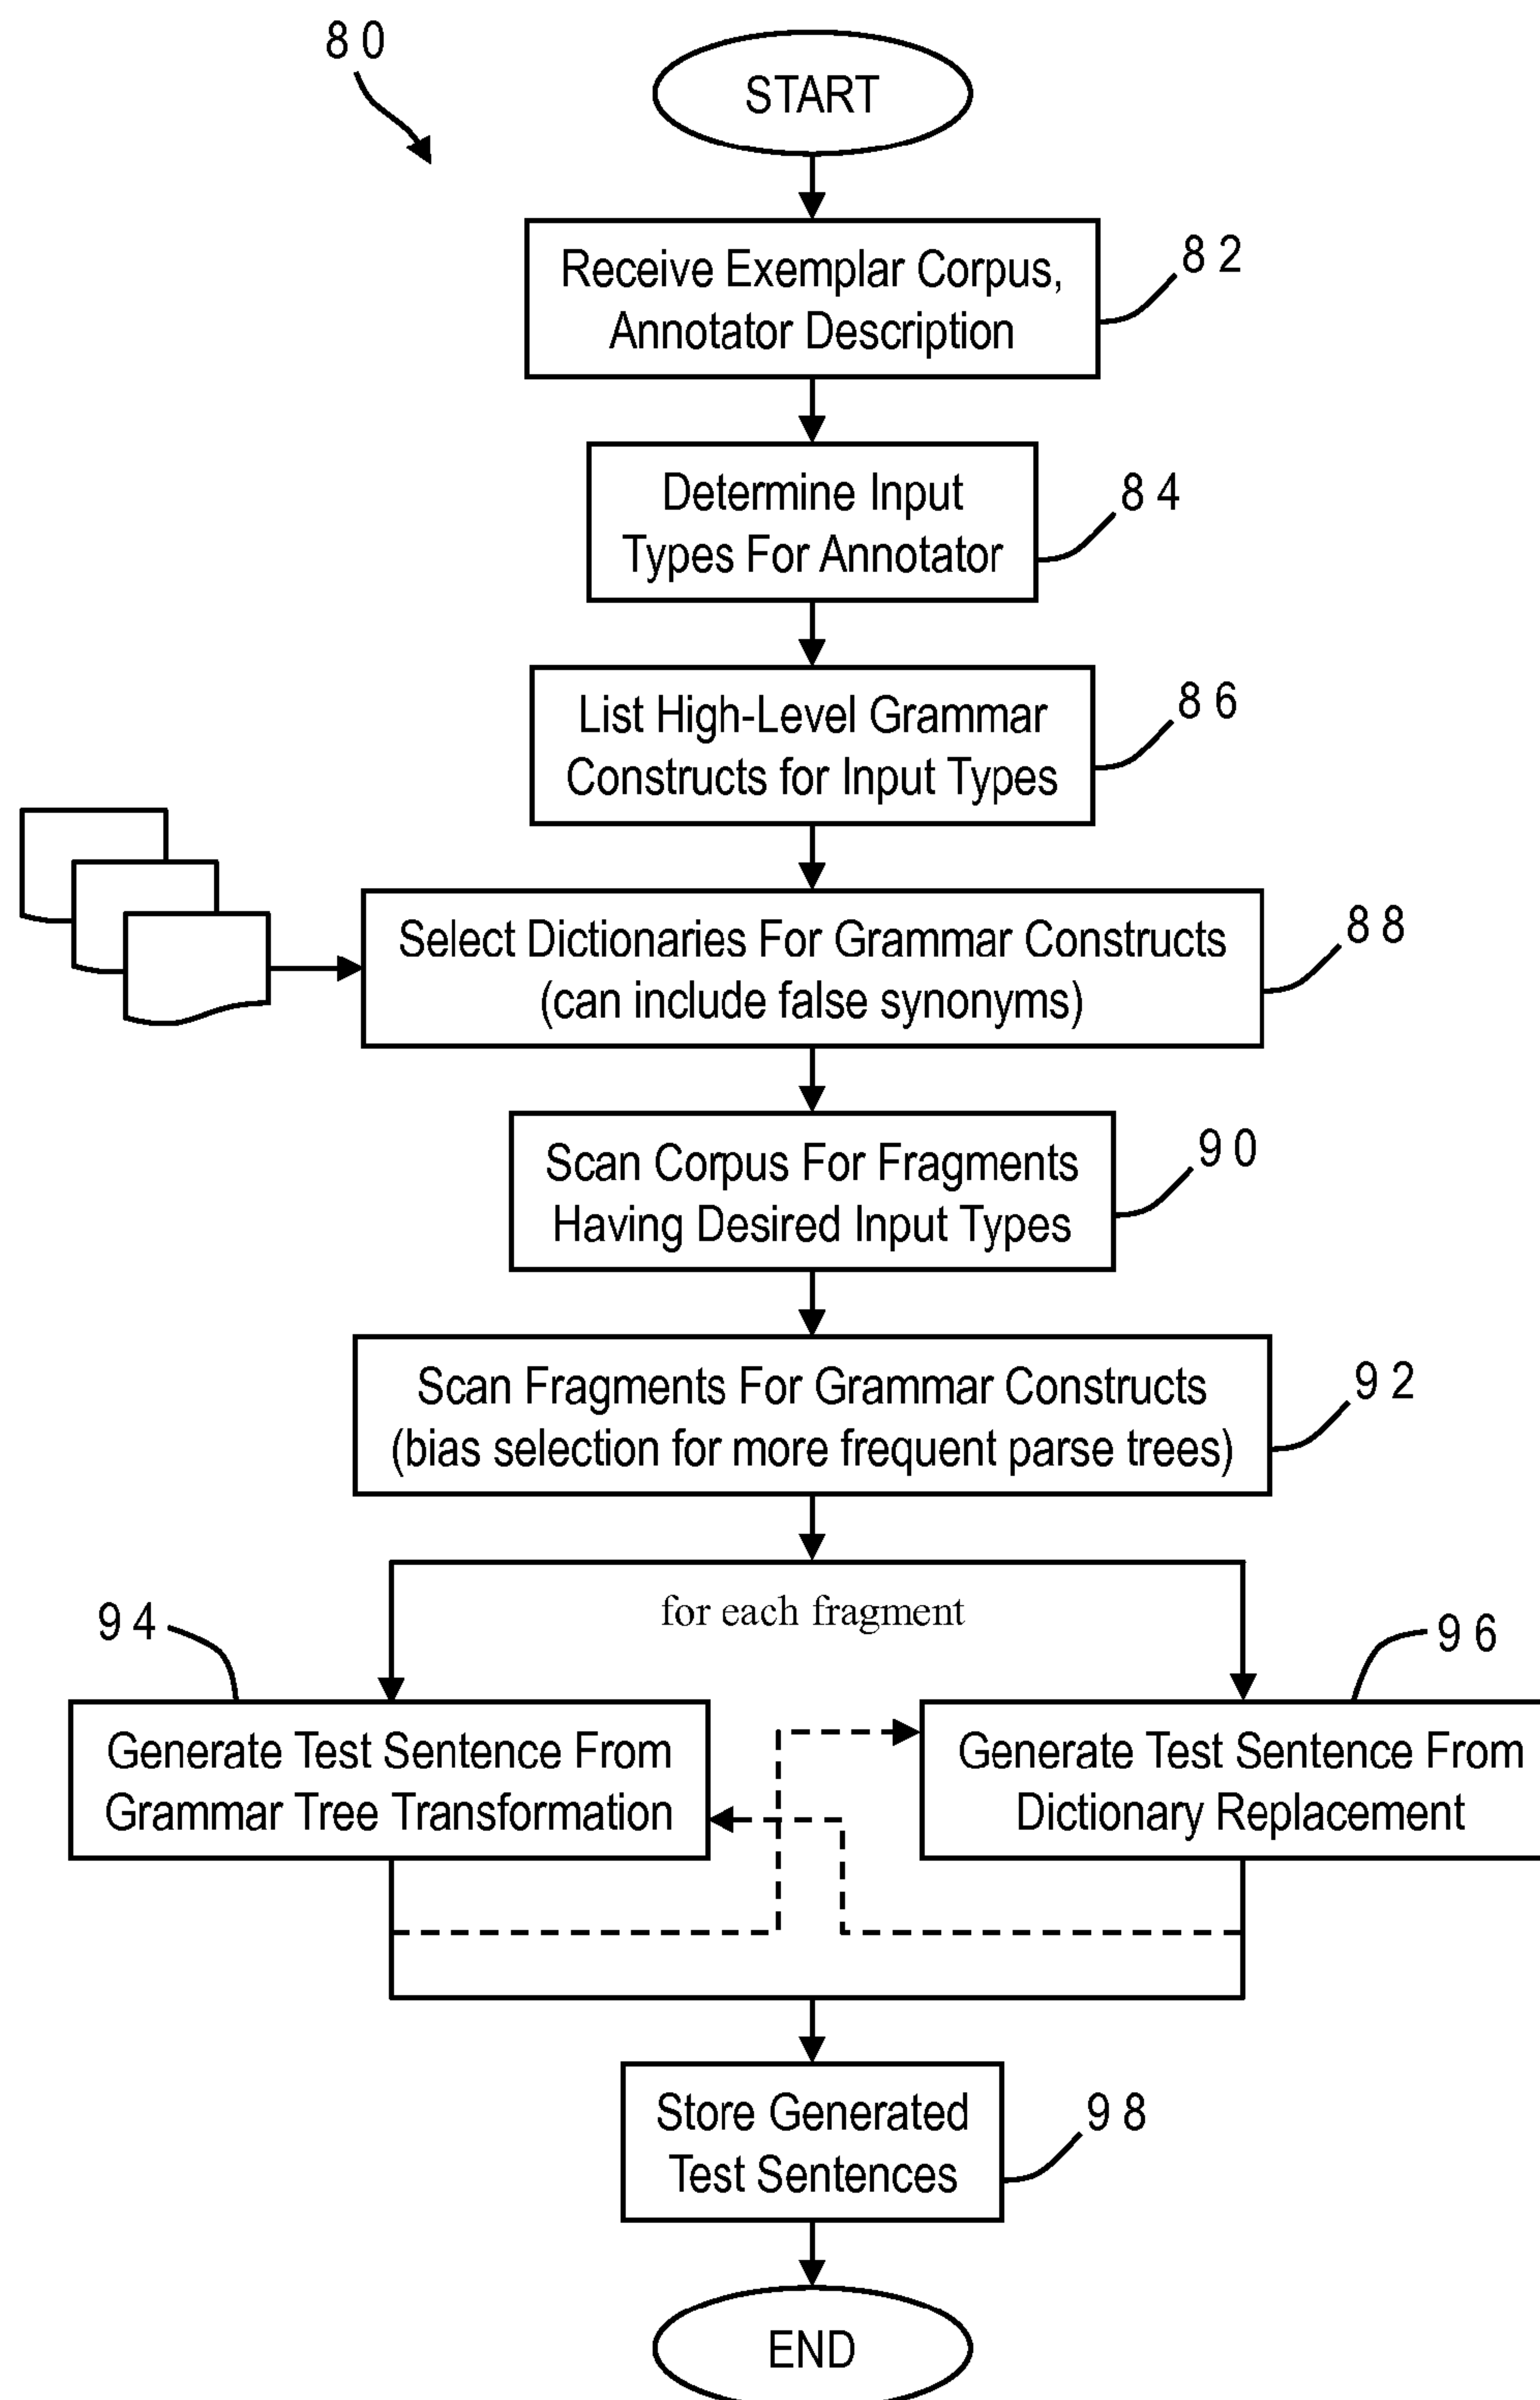 80
START
Receive Exemplar Corpus,
Annotator Description
82
Determine Input
Types For Annotator
84
List High-Level Grammar
Constructs for Input Types
86
Select Dictionaries For Grammar Constructs
(can include false synonyms)
88
Scan Corpus For Fragments
Having Desired Input Types
90
Scan Fragments For Grammar Constructs
(bias selection for more frequent parse trees)
92
for each fragment
94
Generate Test Sentence From
Grammar Tree Transformation
96
Generate Test Sentence From
Dictionary Replacement
Store Generated
Test Sentences
98
END